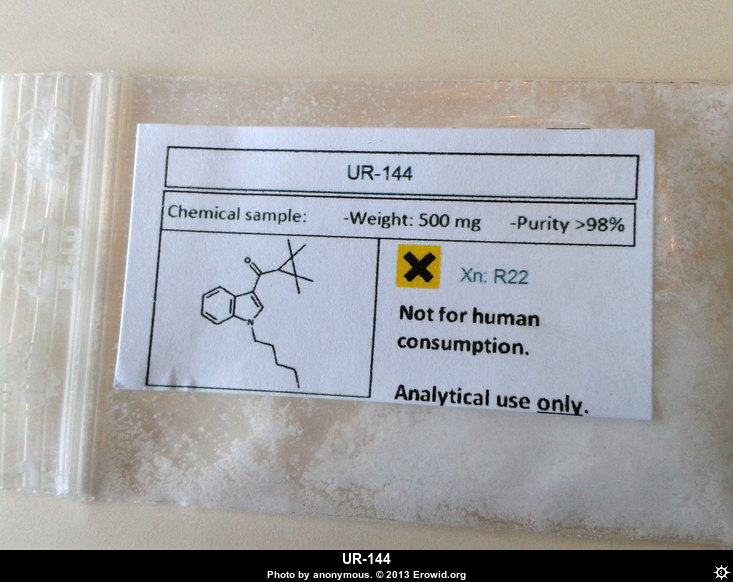 UR-144
Chemical sample: -Weight: 500 mg -Purity >98%
O
N
Xn: R22
Not for human
consumption.
Analytical use only.
UR-144
Photo by anonymous. © 2013 Erowid.org